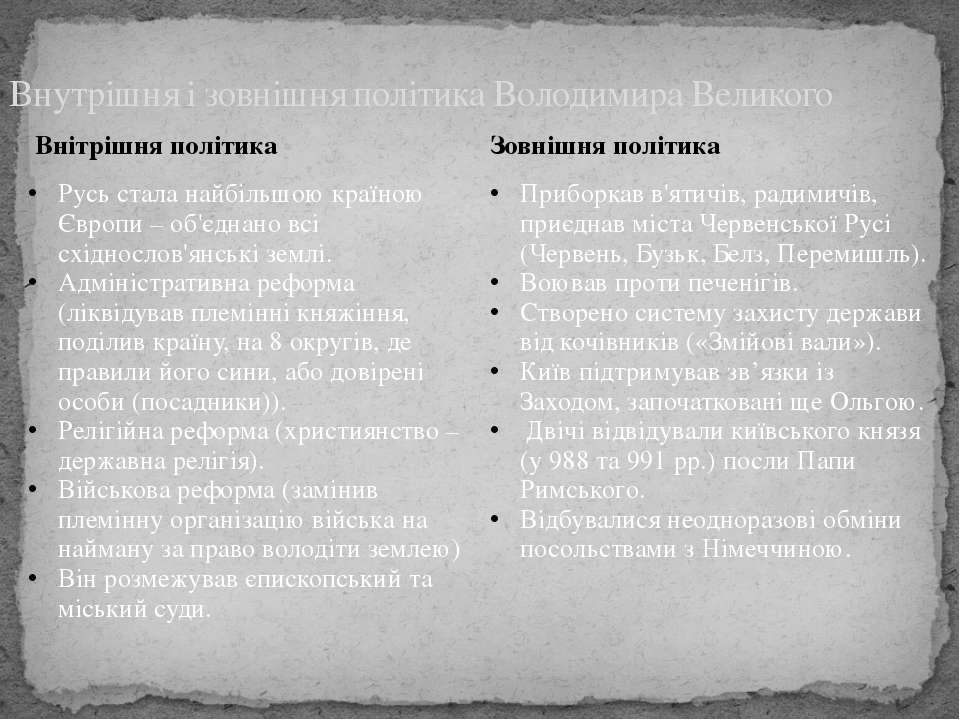 Внутрішня і зовнішня політика Володимира Великого
Внітрішня політика
• Русь стала найбільшою країною
Європи – об'єднано всі
східнослов'янські землі.
• Адміністративна реформа
(ліквідував племінні княжіння,
поділив країну, на 8 округів, де
правили його сини, або довірені
особи (посадники)).
• Релігійна реформа (християнство –
державна релігія).
• Військова реформа (замінив
племінну організацію війська на
найману за право володіти землею)
• Він розмежував єпископський та
міський суди.
Зовнішня політика
• Приборкав в'ятичів, радимичів,
приєднав міста Червенської Русі
(Червень, Бузьк, Белз, Перемишль).
• Воював проти печенігів.
• Створено систему захисту держави
від кочівників («Змійові вали»).
• Київ підтримував зв’язки із
Заходом, започатковані ще Ольгою.
• Двічі відвідували київського князя
(у 988 та 991 рр.) посли Папи
Римського.
• Відбувалися неодноразові обміни
посольствами з Німеччиною.